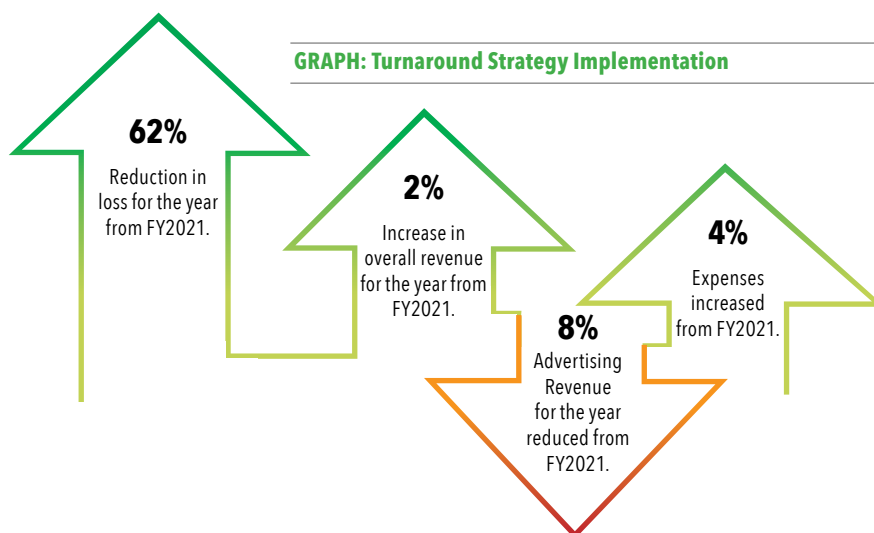 GRAPH: Turnaround Strategy Implementation
62%
Reduction in
loss for the year
from FY2021.
2%
Increase in
overall revenue
for the year from
FY2021.
8%
Advertising
Revenue
for the year
reduced from
FY2021.
4%
Expenses
increased
from FY2021.